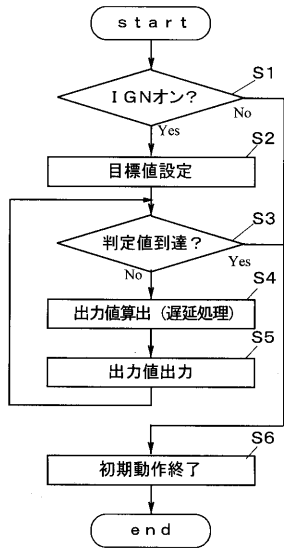 start
S1
IGNオン?
No
Yes
S2
目標値設定
S3
判定値到達?
No
Yes
S4
出力値算出(遅延処理)
S5
出力値出力
S6
初期動作終了
end